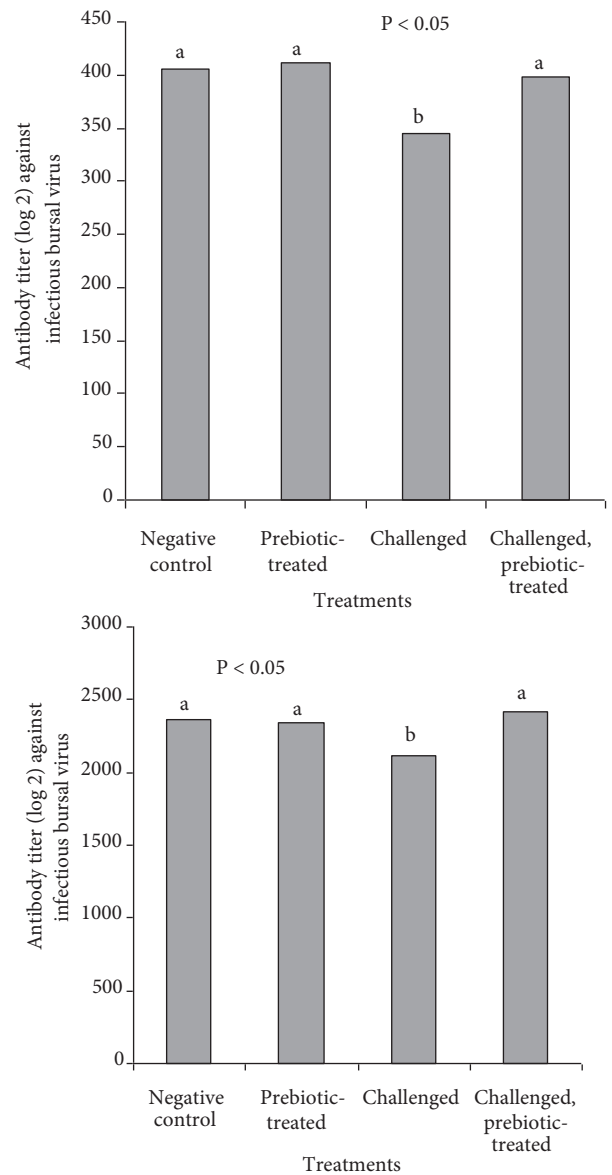 450
400
350
300
250
200
150
100
50
0
Antibody titer (log 2) against
infectious bursal virus
P < 0.05
a
a
b
a
Negative
control
Prebiotic-
treated
Challenged
Challenged,
prebiotic-
treated
Treatments
3000
2500
2000
1500
1000
500
0
Antibody titer (log 2) against
infectious bursal virus
P < 0.05
a
a
b
a
Negative
control
Prebiotic-
treated
Challenged
Challenged,
prebiotic-
treated
Treatments